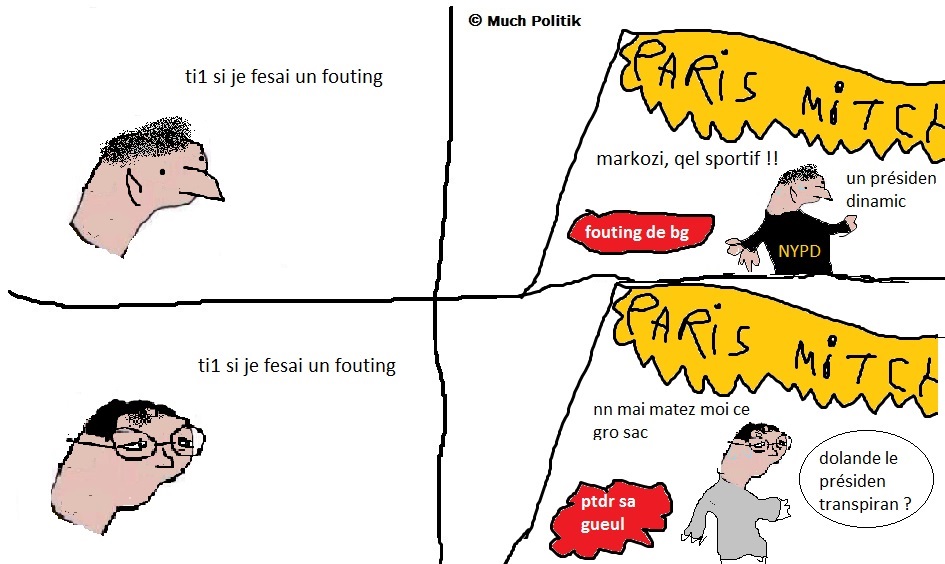 © Much Politik
ti1 si je fesai un fouting
PARiS MiTCH
markozi, qel sportif !!
un présiden
dinamic
fouting de bg
NYPD
ti1 si je fesai un fouting
PARiS MiTCH
nn mai matez moi ce
gro sac
dolande le
présiden
transpiran ?
ptdr sa
gueul